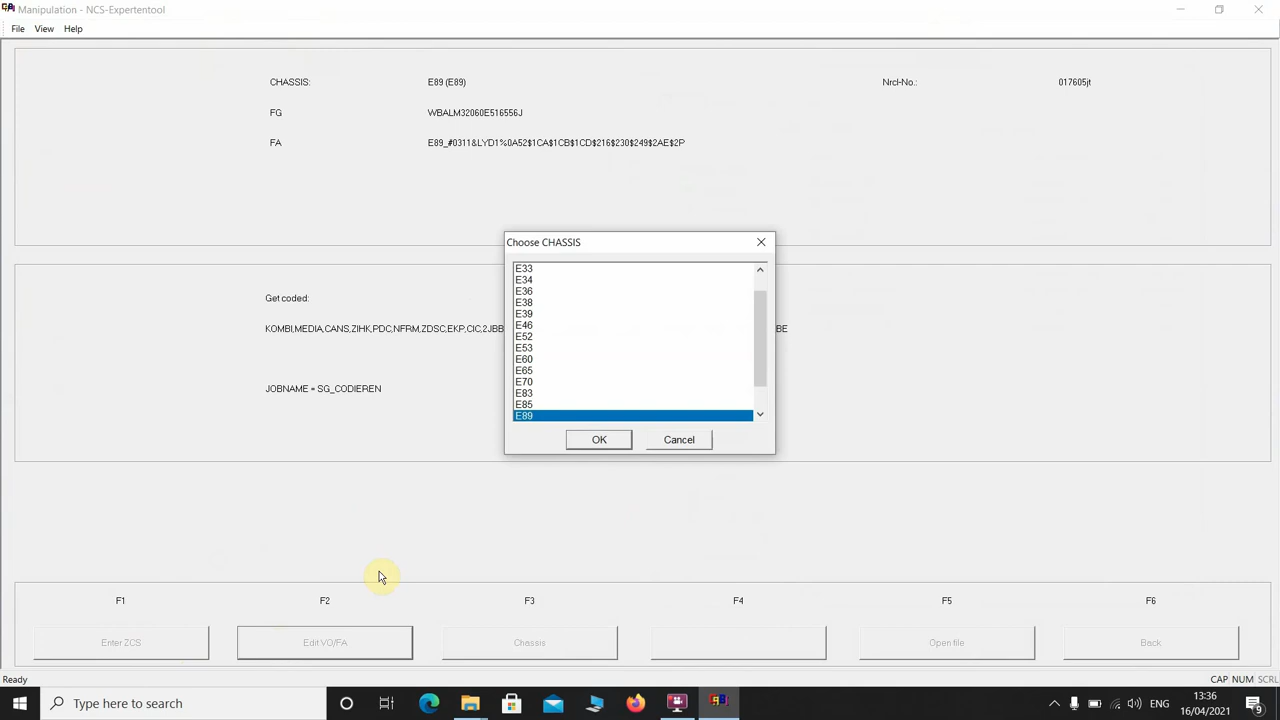 Manipulation - NCS-Expertentool
File View Help
CHASSIS: E89 (E89) Nrcl-No.: 017605jt
FG WBALM32060E516556J
FA E89_#0311&LYD1%0A52$1CA$1CB$1CD$216$230$249$2AE$2P
Choose CHASSIS
E33
E34
E36
E38
E39
E46
E52
E53
E60
E65
E70
E83
E85
E89
OK Cancel
Get coded:
KOMBI,MEDIA,CANS,ZIHK,PDC,NFRM,ZDSC,EKP,CIC,2JBB BE
JOBNAME = SG_CODIEREN
F1 F2 F3 F4 F5 F6
Enter ZCS Edit VO/FA Chassis Open file Back
Ready CAP NUM SCRL
Type here to search
ENG
13:36
16/04/2021
9